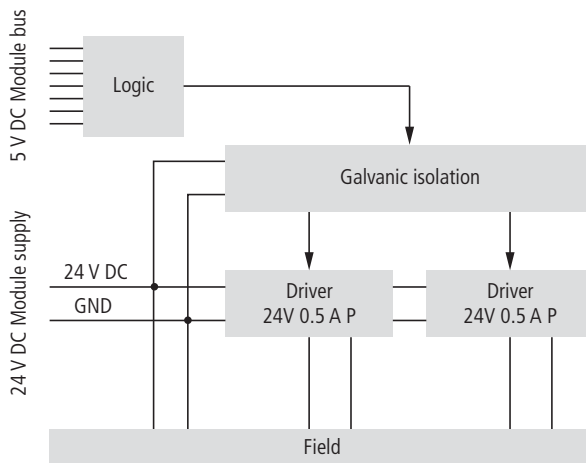 5 V DC Module bus
Logic
Galvanic isolation
24 V DC Module supply
24 V DC
GND
Driver
24V 0.5 A P
Driver
24V 0.5 A P
Field